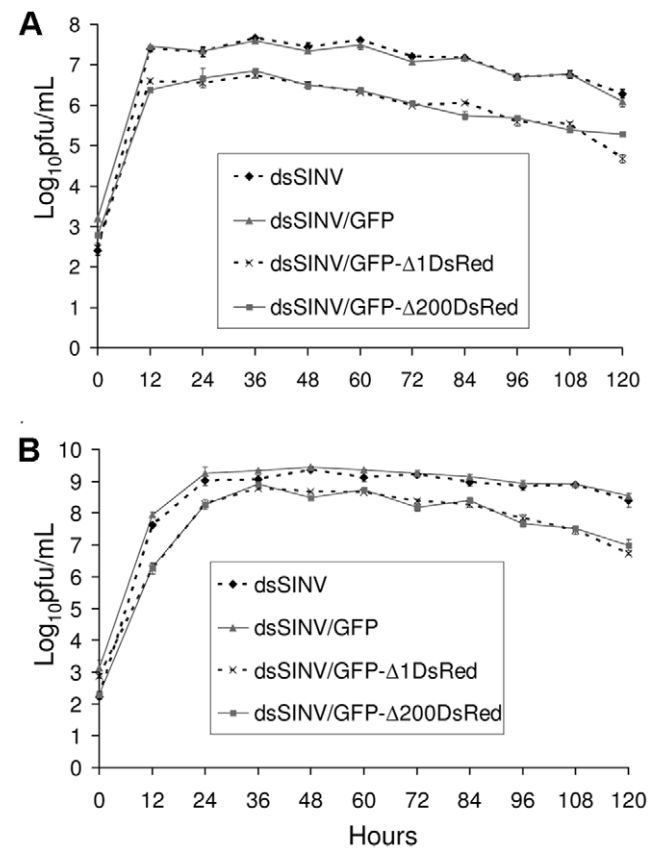 A
8
7
6
5
4
3
2
1
0
Log10pfu/mL
dsSINV
dsSINV/GFP
dsSINV/GFP-Δ1DsRed
dsSINV/GFP-Δ200DsRed
0 12 24 36 48 60 72 84 96 108 120
B
10
9
8
7
6
5
4
3
2
1
0
Log10pfu/mL
dsSINV
dsSINV/GFP
dsSINV/GFP-Δ1DsRed
dsSINV/GFP-Δ200DsRed
0 12 24 36 48 60 72 84 96 108 120
Hours